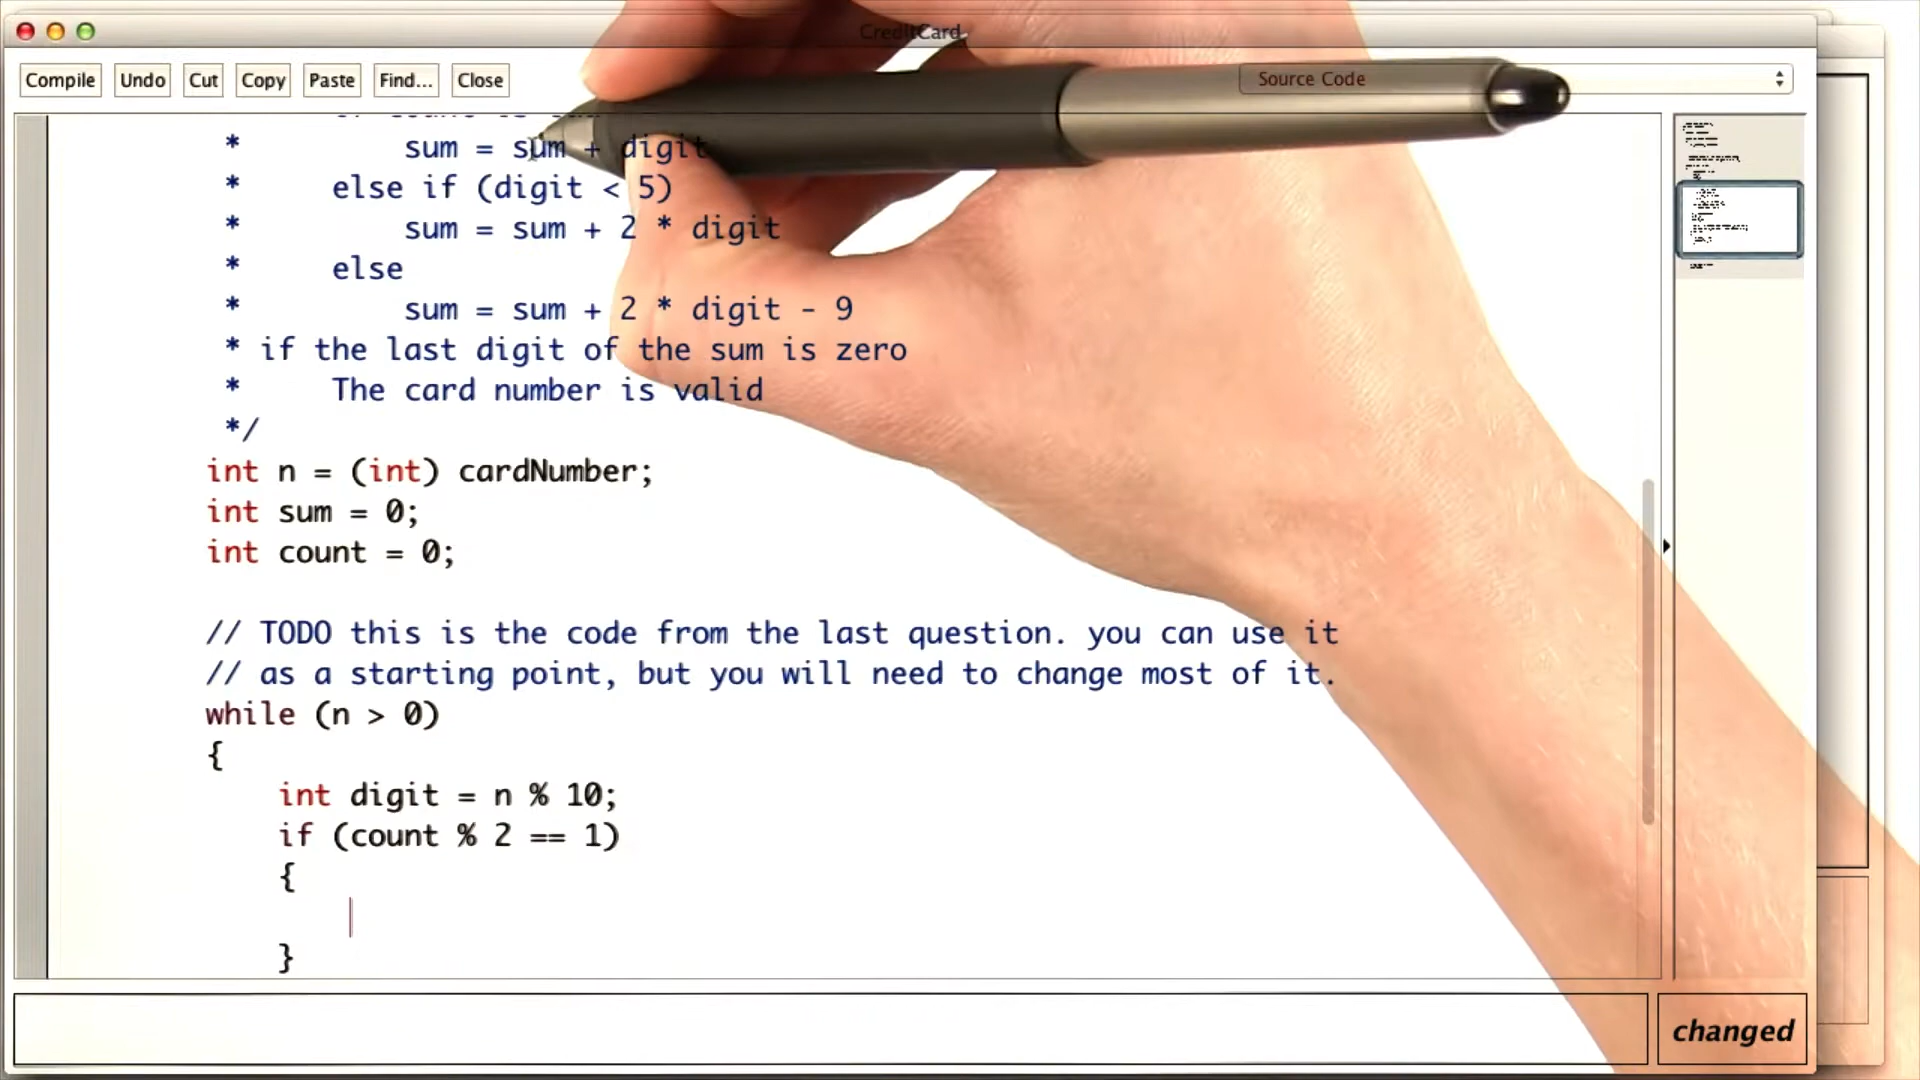 CreditCard
Compile Undo Cut Copy Paste Find... Close Source Code
* sum = sum + digit
* else if (digit < 5)
* sum = sum + 2 * digit
* else
* sum = sum + 2 * digit - 9
* if the last digit of the sum is zero
* The card number is valid
*/
int n = (int) cardNumber;
int sum = 0;
int count = 0;
// TODO this is the code from the last question. you can use it
// as a starting point, but you will need to change most of it.
while (n > 0)
{
int digit = n % 10;
if (count % 2 == 1)
{
}
changed